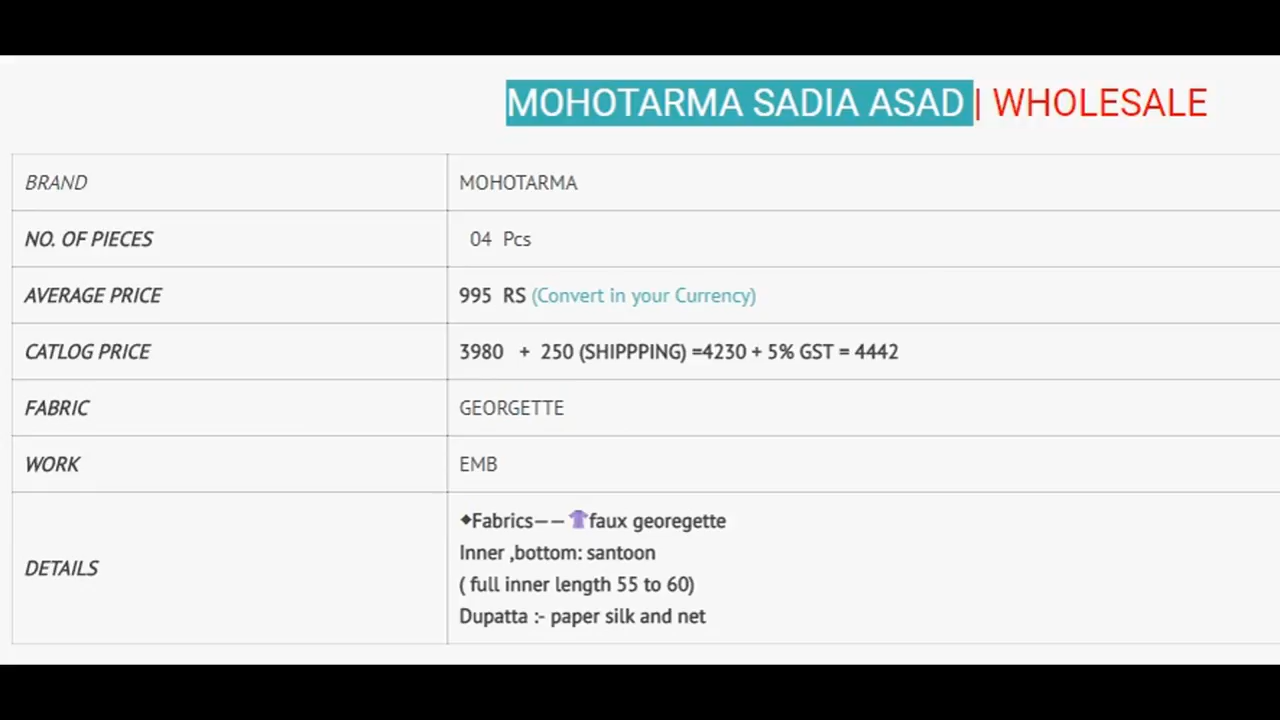 MOHOTARMA SADIA ASAD | WHOLESALE
BRAND MOHOTARMA
NO. OF PIECES 04 Pcs
AVERAGE PRICE 995 RS (Convert in your Currency)
CATLOG PRICE 3980 + 250 (SHIPPPING) =4230 + 5% GST = 4442
FABRIC GEORGETTE
WORK EMB
DETAILS
◆Fabrics——👚faux georegette
Inner ,bottom: santoon
( full inner length 55 to 60)
Dupatta :- paper silk and net